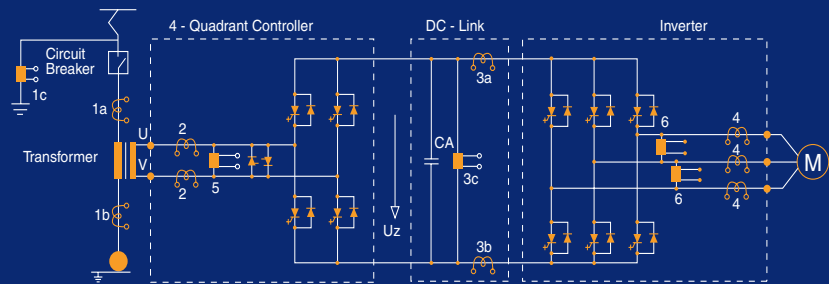 4 - Quadrant Controller
DC - Link
Inverter
Circuit
Breaker
1c
1a
3a
U
2
6
4
Transformer
CA
4
M
V
3c
2
5
6
4
1b
Uz
3b